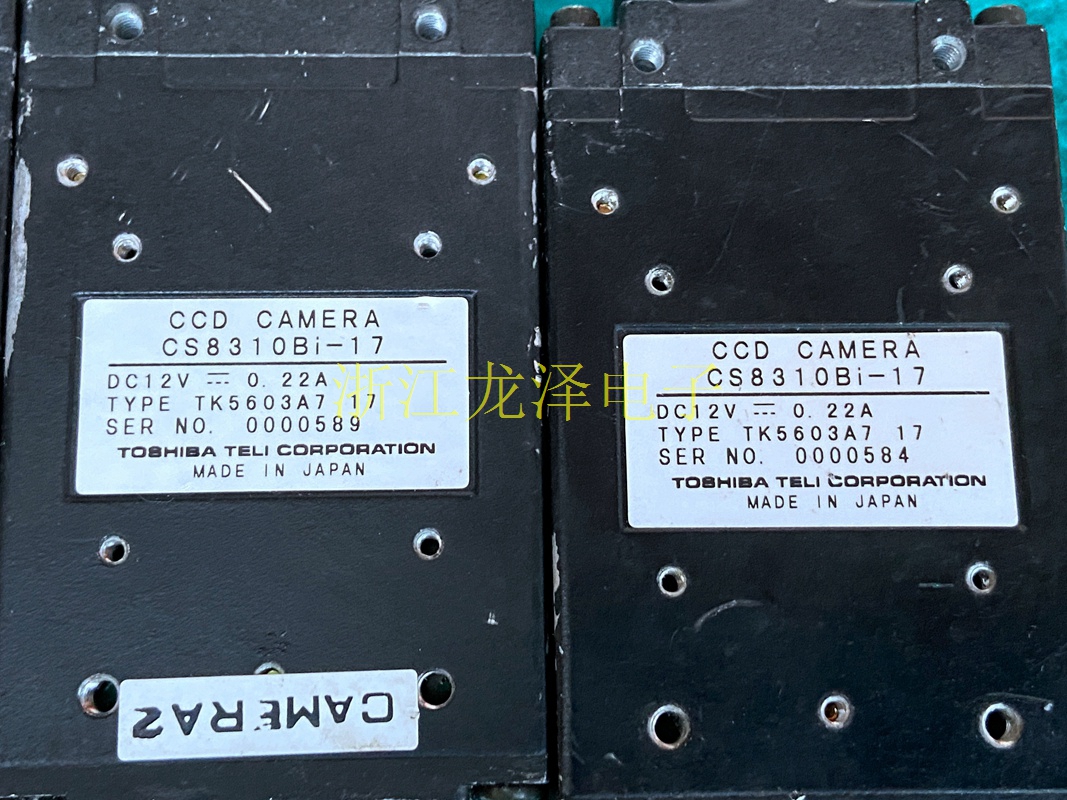 CCD CAMERA
CS8310Bi-17
DC12V ⎓ 0.22A
TYPE TK5603A7 17
SER NO. 0000589
TOSHIBA TELI CORPORATION
MADE IN JAPAN
CAMERA2
CCD CAMERA
CS8310Bi-17
DC12V ⎓ 0.22A
TYPE TK5603A7 17
SER NO. 0000584
TOSHIBA TELI CORPORATION
MADE IN JAPAN
浙江龙泽电子